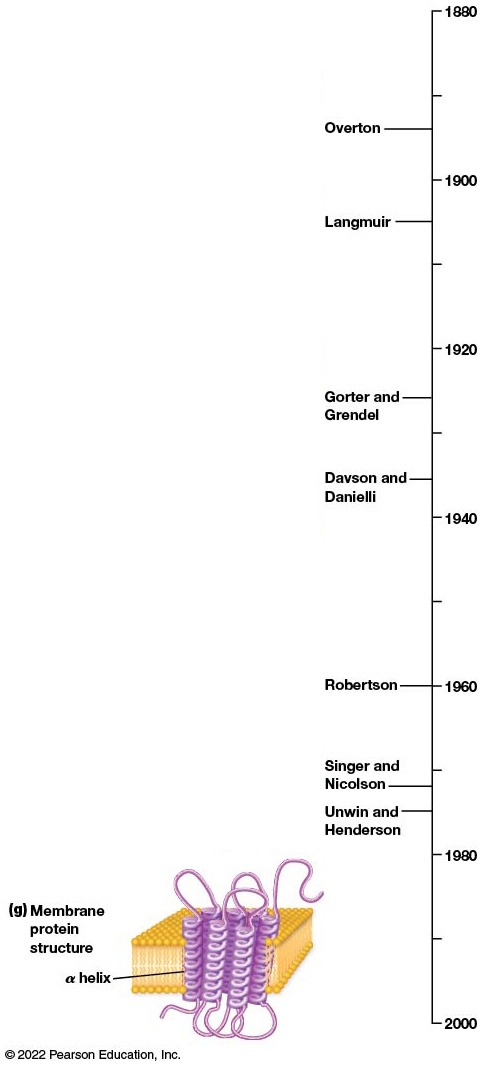 1880
Overton
1900
Langmuir
1920
Gorter and
Grendel
Davson and
Danielli
1940
Robertson
1960
Singer and
Nicolson
Unwin and
Henderson
1980
(g) Membrane
protein
structure
α helix
2000
© 2022 Pearson Education, Inc.